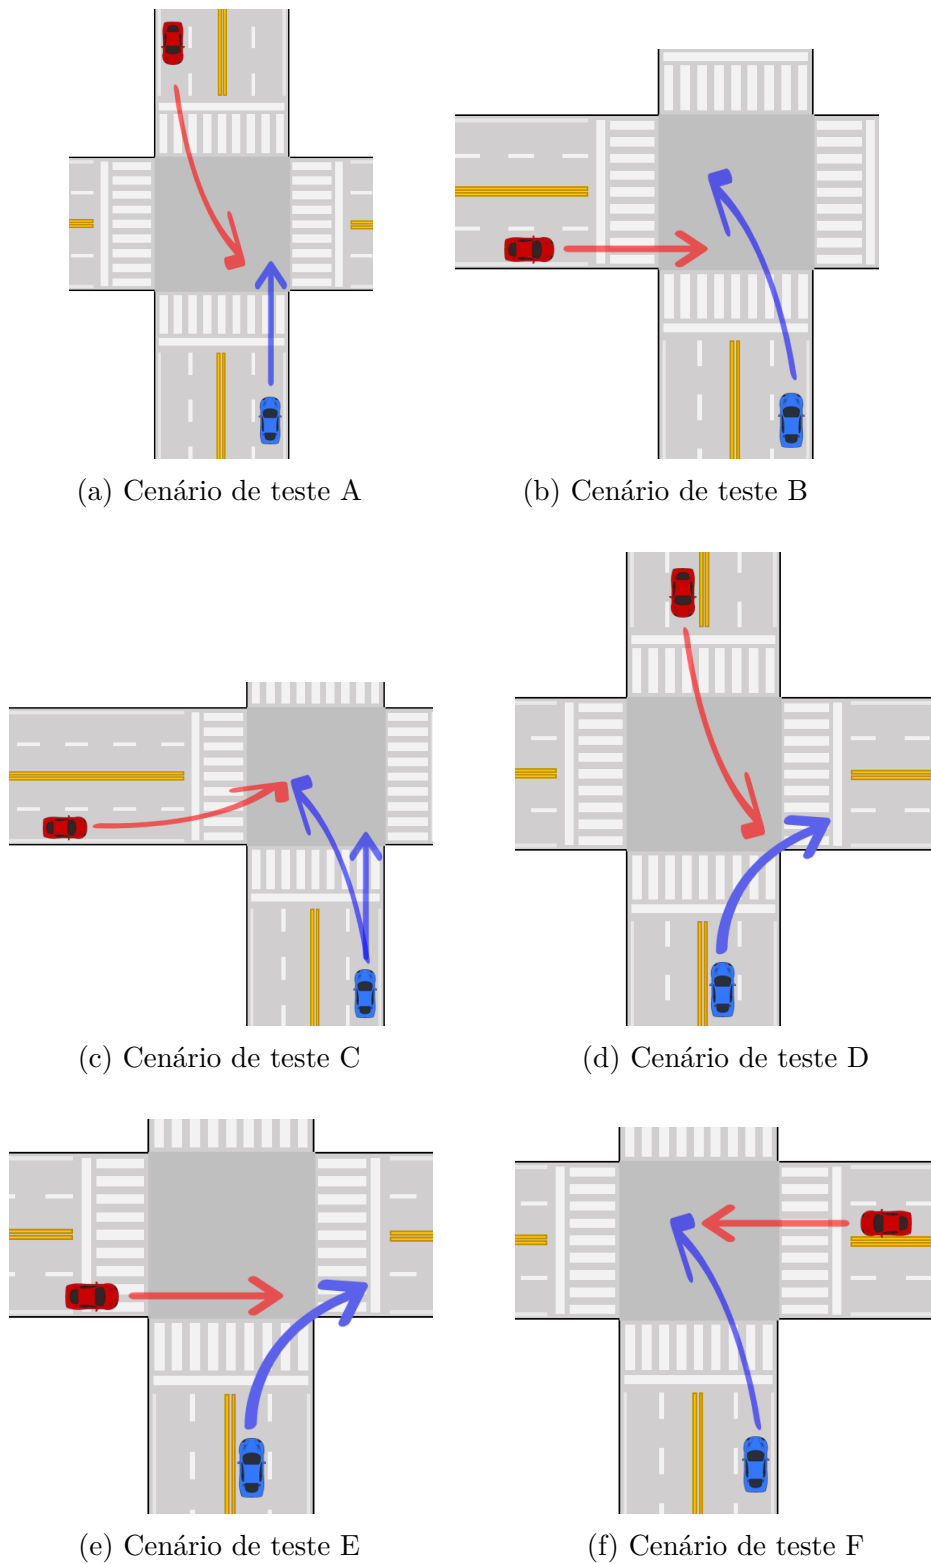 (a) Cenário de teste A
(b) Cenário de teste B
(c) Cenário de teste C
(d) Cenário de teste D
(e) Cenário de teste E
(f) Cenário de teste F